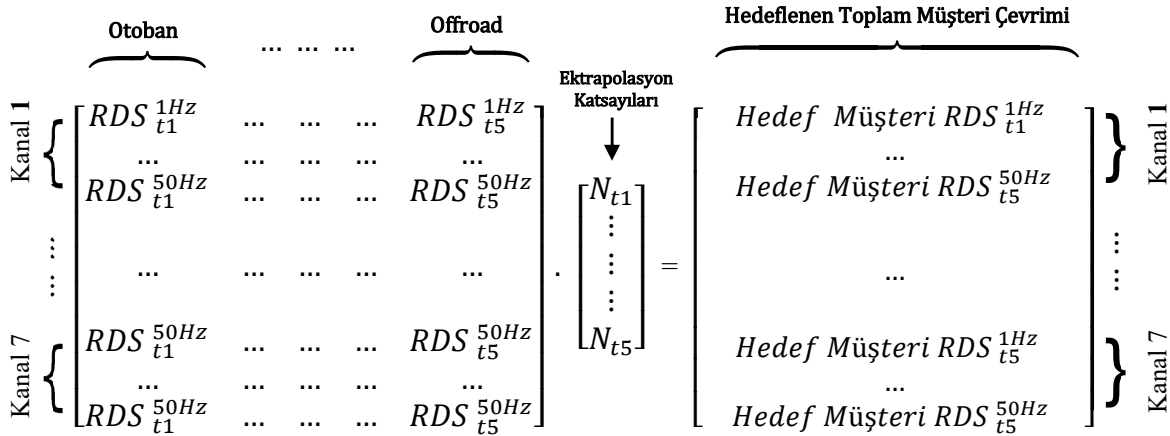 Otoban ... ... ... Offroad Hedeflenen Toplam Müşteri Çevrimi
Ektrapolasyon
Katsayıları
Kanal 1
RDS t1 1Hz ... ... ... RDS t5 1Hz
... ... ... ... ...
RDS t1 50Hz ... ... ... RDS t5 50Hz
... ...
... ... ... ... ...
Kanal 7
RDS t1 50Hz ... ... ... RDS t5 50Hz
... ... ... ... ...
RDS t1 50Hz ... ... ... RDS t5 50Hz
.
N t1
⋮
⋮
⋮
N t5
=
Hedef Müşteri RDS t1 1Hz
...
Hedef Müşteri RDS t5 50Hz
...
Hedef Müşteri RDS t5 1Hz
...
Hedef Müşteri RDS t5 50Hz
Kanal 1
... ...
Kanal 7